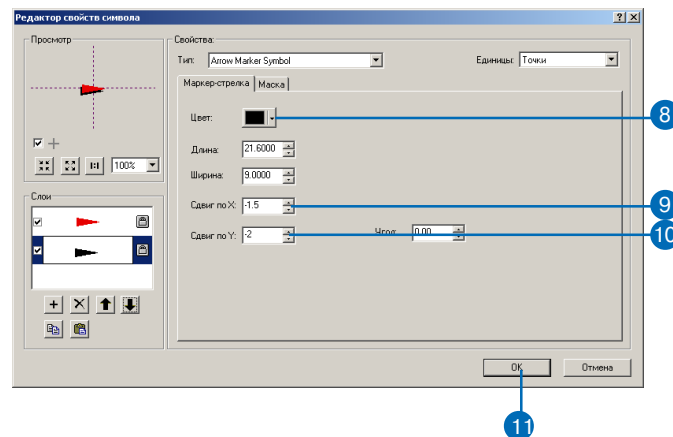 Редактор свойств символа
Просмотр
100%
Слои
Свойства:
Тип: Arrow Marker Symbol
Единицы: Точки
Маркер-стрелка Маска
Цвет:
8
Длина: 21.6000
Ширина: 9.0000
Сдвиг по X: -1.5
9
Сдвиг по Y: -2
Угол: 0.00
10
OK
Отмена
11